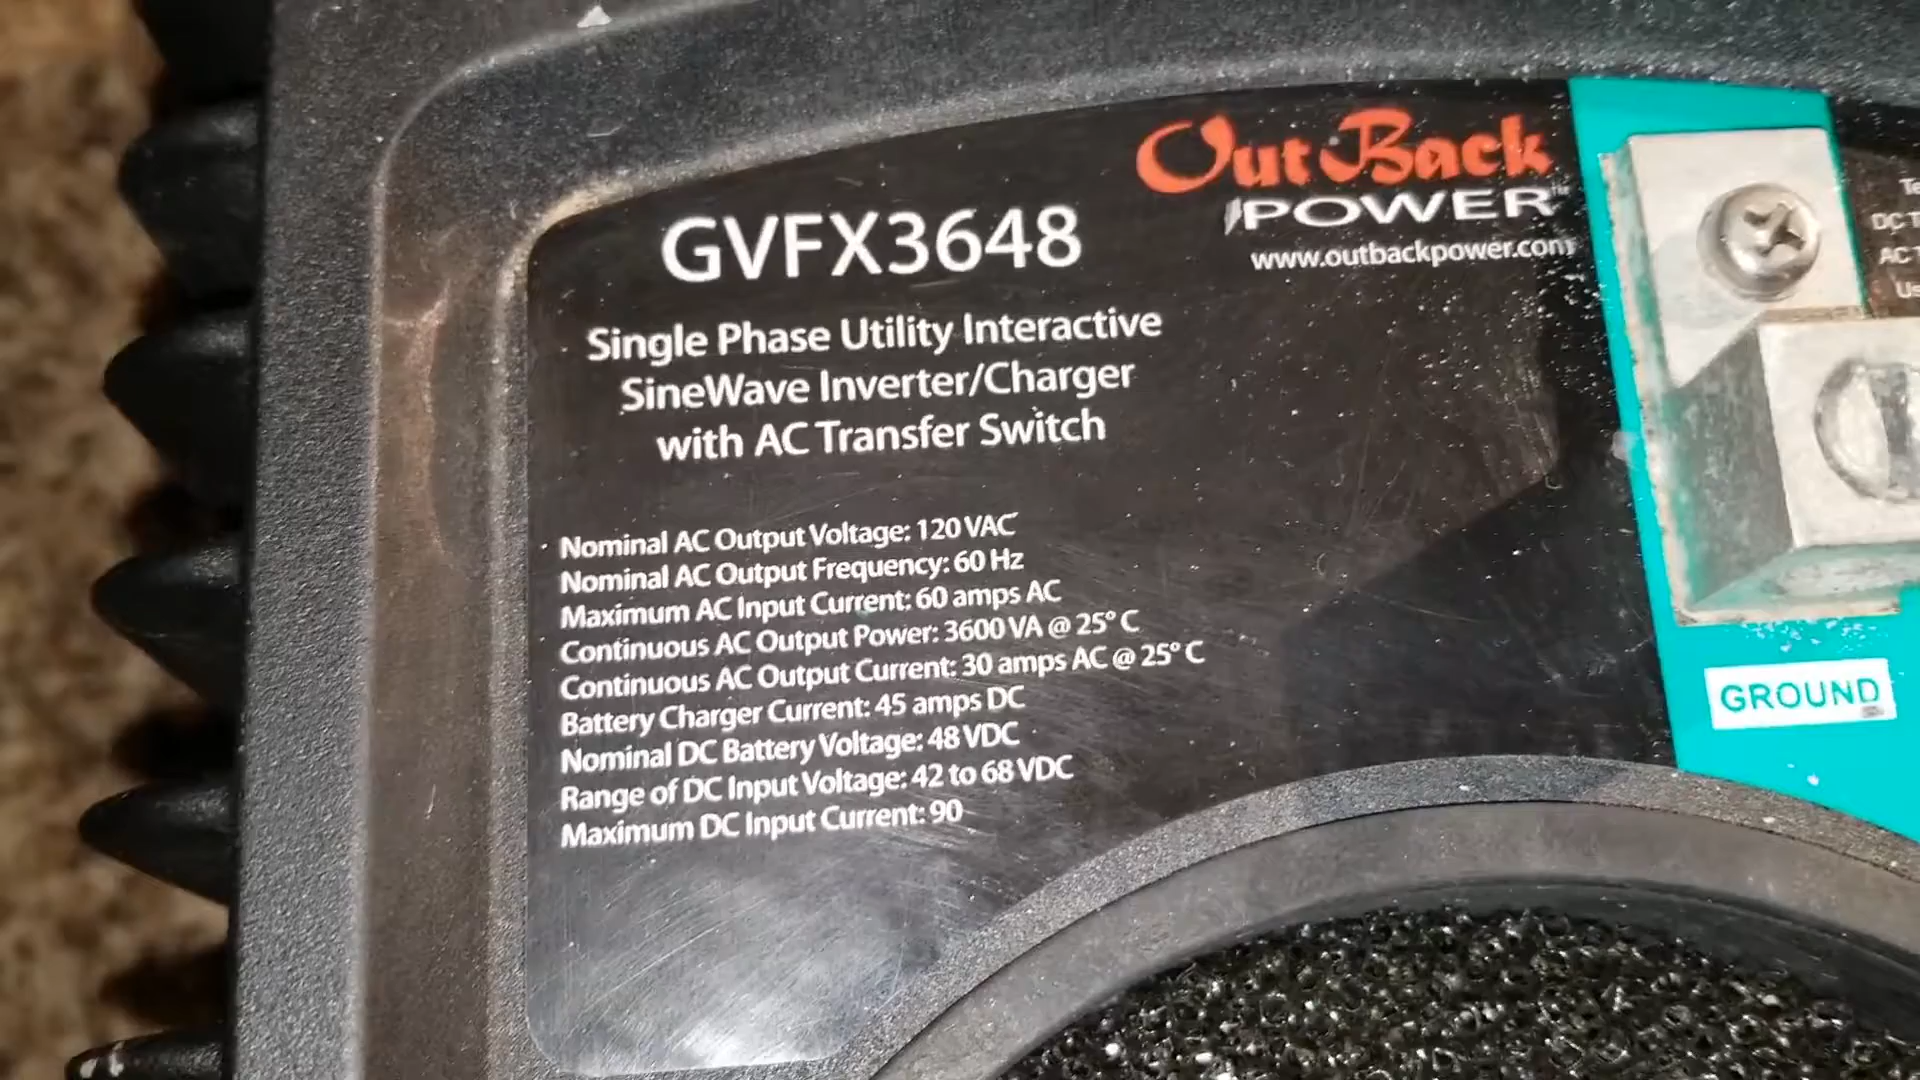 OutBack
POWER™
www.outbackpower.com
GVFX3648
Single Phase Utility Interactive
SineWave Inverter/Charger
with AC Transfer Switch
Nominal AC Output Voltage: 120 VAC
Nominal AC Output Frequency: 60 Hz
Maximum AC Input Current: 60 amps AC
Continuous AC Output Power: 3600 VA @ 25° C
Continuous AC Output Current: 30 amps AC @ 25° C
Battery Charger Current: 45 amps DC
Nominal DC Battery Voltage: 48 VDC
Range of DC Input Voltage: 42 to 68 VDC
Maximum DC Input Current: 90
GROUND
DC
AC